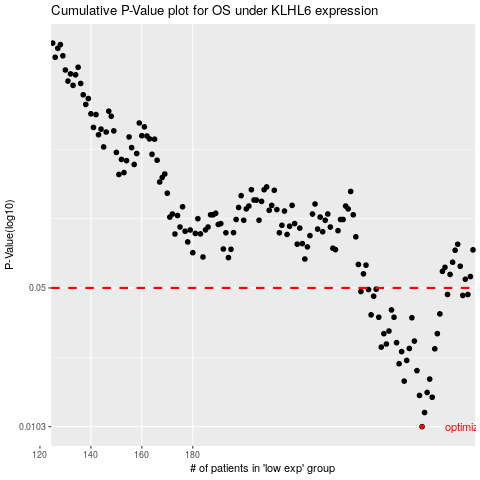 Cumulative P-Value plot for OS under KLHL6 expression
P-Value(log10)
0.05
0.0103
optimiz
120 140 160 180
# of patients in 'low exp' group